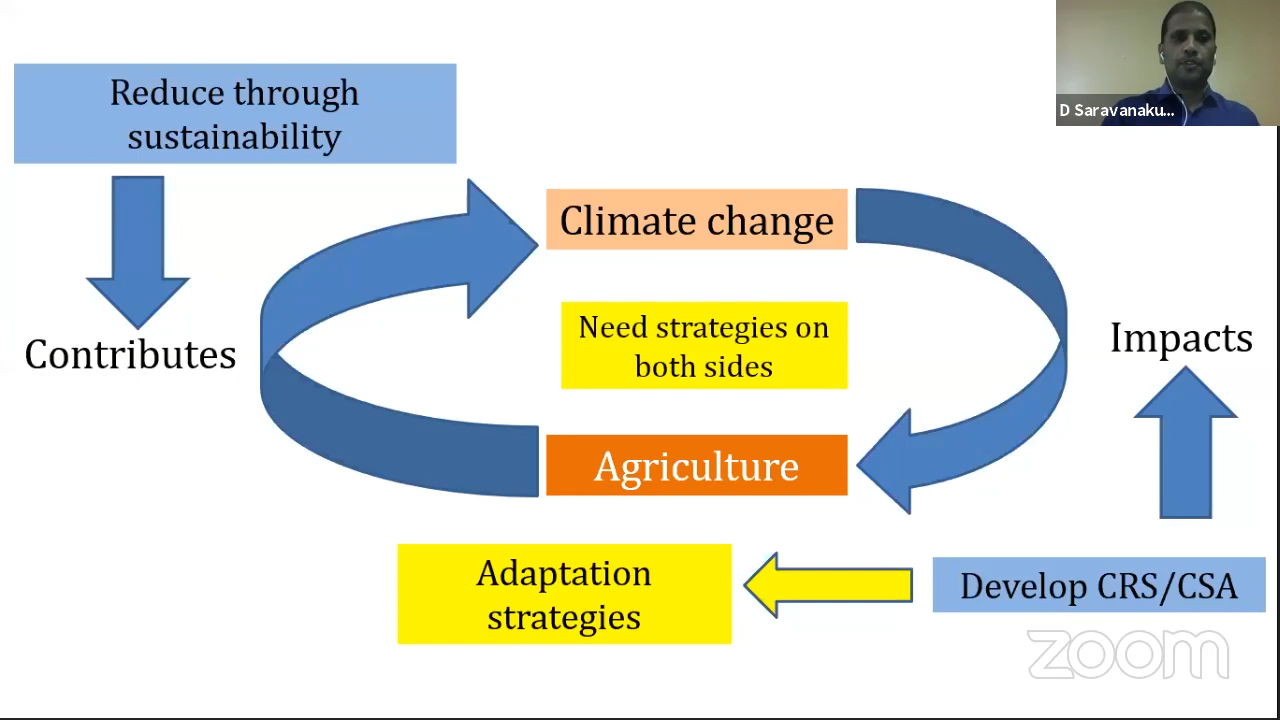 Reduce through
sustainability
D Saravanaku...
Climate change
Need strategies on
both sides
Contributes
Impacts
Agriculture
Adaptation
strategies
Develop CRS/CSA
zoom